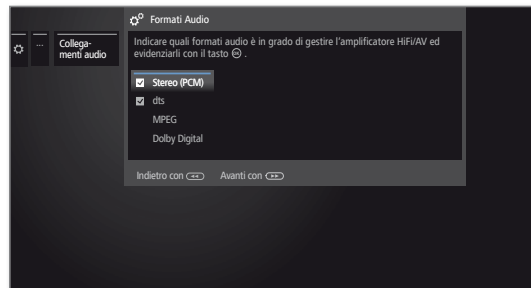 Formati Audio
...
Collega-
menti audio
Indicare quali formati audio è in grado di gestire l'amplificatore HiFi/AV ed
evidenziarli con il tasto OK .
Stereo (PCM)
dts
MPEG
Dolby Digital
Indietro con Avanti con